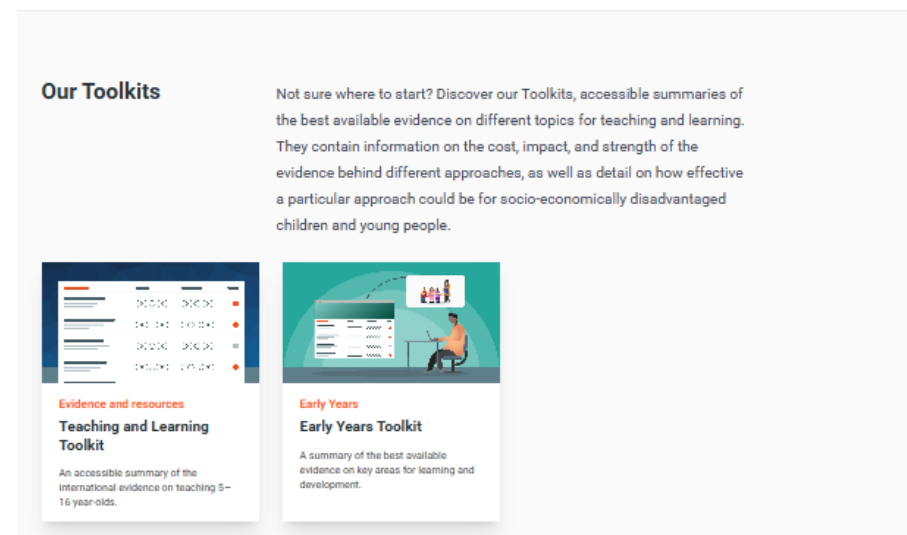 Our Toolkits
Not sure where to start? Discover our Toolkits, accessible summaries of
the best available evidence on different topics for teaching and learning.
They contain information on the cost, impact, and strength of the
evidence behind different approaches, as well as detail on how effective
a particular approach could be for socio-economically disadvantaged
children and young people.
Evidence and resources
Teaching and Learning
Toolkit
An accessible summary of the
international evidence on teaching 5–
16 year-olds.
Early Years
Early Years Toolkit
A summary of the best available
evidence on key areas for learning and
development.